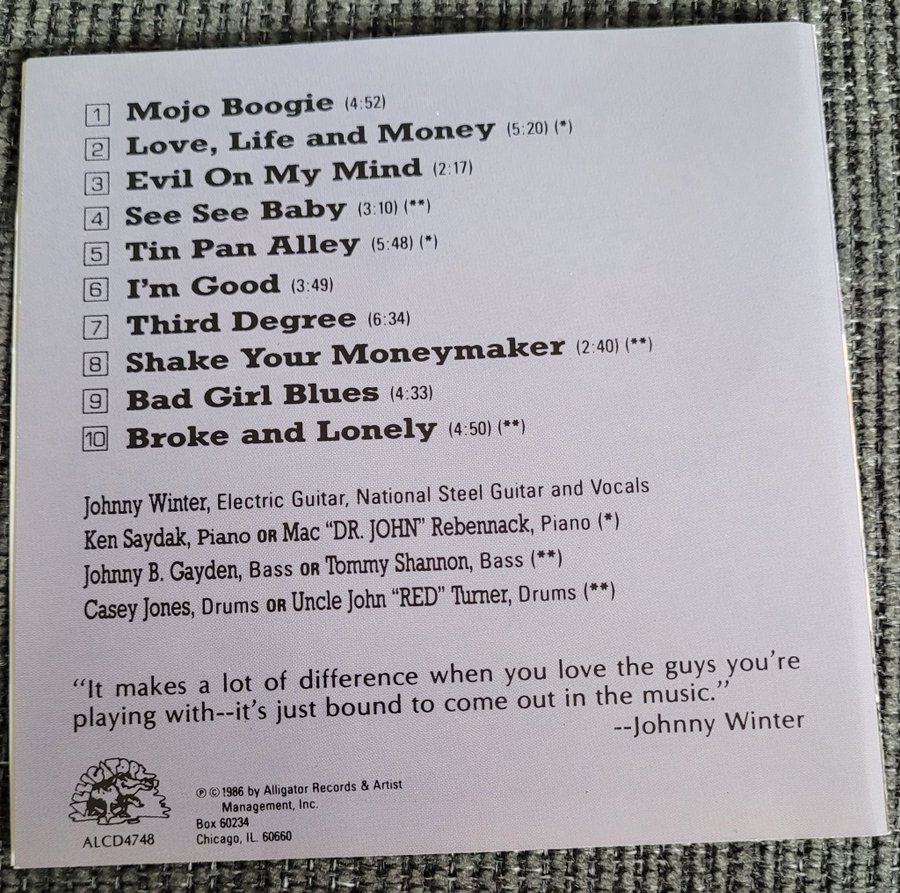 1 Mojo Boogie (4:52)
2 Love, Life and Money (5:20) (*)
3 Evil On My Mind (2:17)
4 See See Baby (3:10) (**)
5 Tin Pan Alley (5:48) (*)
6 I'm Good (3:49)
7 Third Degree (6:34)
8 Shake Your Moneymaker (2:40) (**)
9 Bad Girl Blues (4:33)
10 Broke and Lonely (4:50) (**)
Johnny Winter, Electric Guitar, National Steel Guitar and Vocals
Ken Saydak, Piano OR Mac "DR. JOHN" Rebennack, Piano (*)
Johnny B. Gayden, Bass OR Tommy Shannon, Bass (**)
Casey Jones, Drums OR Uncle John "RED" Turner, Drums (**)
"It makes a lot of difference when you love the guys you're
playing with--it's just bound to come out in the music."
--Johnny Winter
ALLIGATOR
ALCD4748
℗ © 1986 by Alligator Records & Artist
Management, Inc.
Box 60234
Chicago, IL 60660